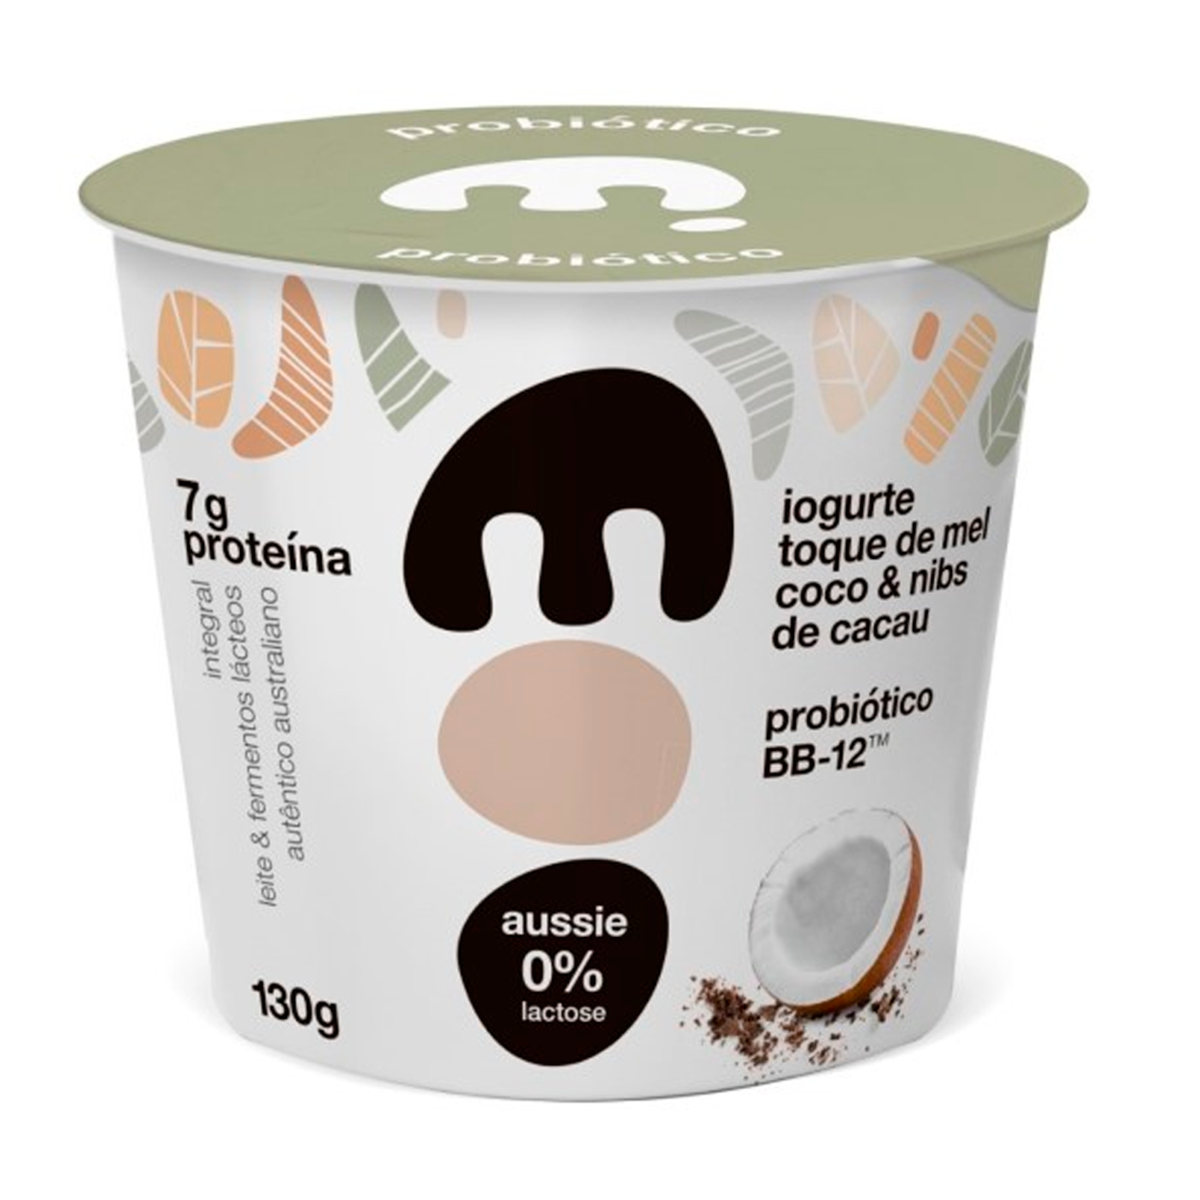 probiótico
probiótico
7g
proteína
integral
leite & fermentos lácteos
autêntico australiano
130g
aussie
0%
lactose
iogurte
toque de mel
coco & nibs
de cacau
probiótico
BB-12™